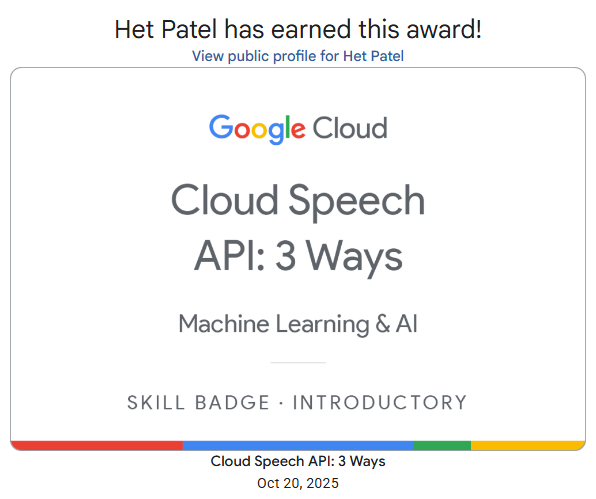 Het Patel has earned this award!
View public profile for Het Patel
Google Cloud
Cloud Speech
API: 3 Ways
Machine Learning & AI
SKILL BADGE · INTRODUCTORY
Cloud Speech API: 3 Ways
Oct 20, 2025